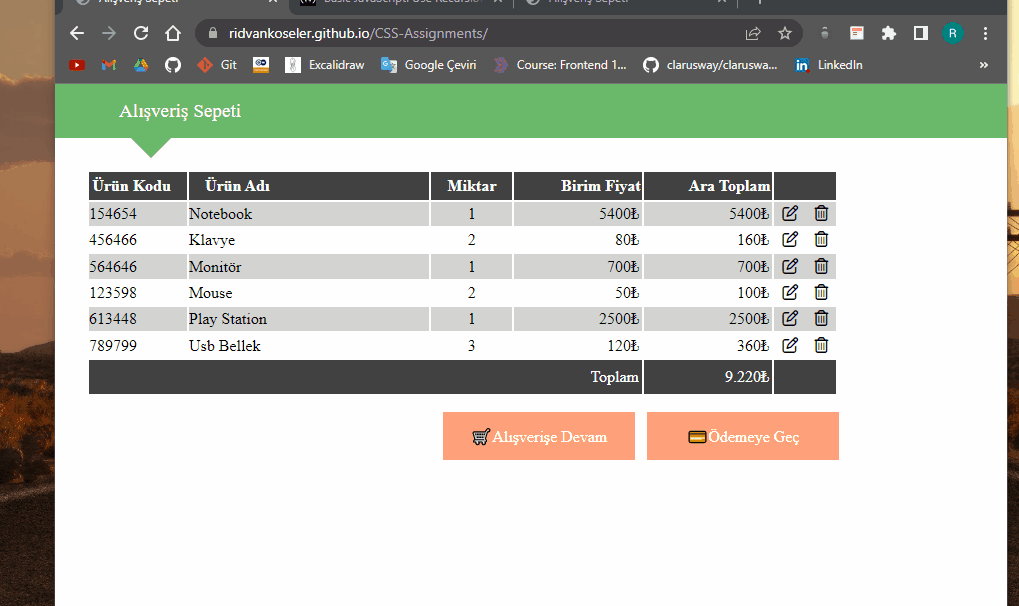 Alışveriş Sepeti
Basic JavaScript: Use Recursion
Alışveriş Sepeti
ridvankoseler.github.io/CSS-Assignments/
R
Git
Excalidraw
Google Çeviri
Course: Frontend 1...
clarusway/claruswa...
LinkedIn
»
Alışveriş Sepeti
Ürün Kodu Ürün Adı Miktar Birim Fiyat Ara Toplam
154654 Notebook 1 5400₺ 5400₺
456466 Klavye 2 80₺ 160₺
564646 Monitör 1 700₺ 700₺
123598 Mouse 2 50₺ 100₺
613448 Play Station 1 2500₺ 2500₺
789799 Usb Bellek 3 120₺ 360₺
Toplam 9.220₺
Alışverişe Devam Ödemeye Geç